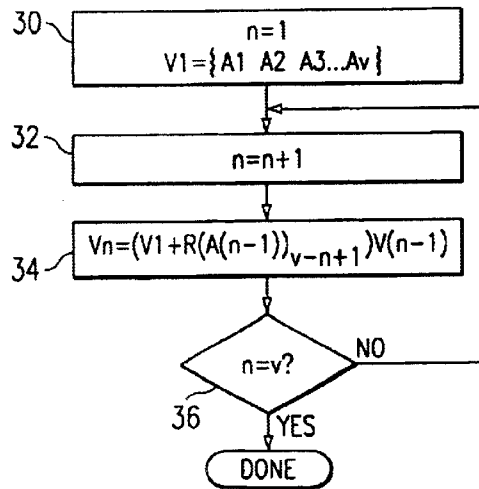 30
n=1
V1={A1 A2 A3...Av}
32
n=n+1
34
Vn=(V1+R(A(n-1))v-n+1)V(n-1)
n=v?
NO
36
YES
DONE